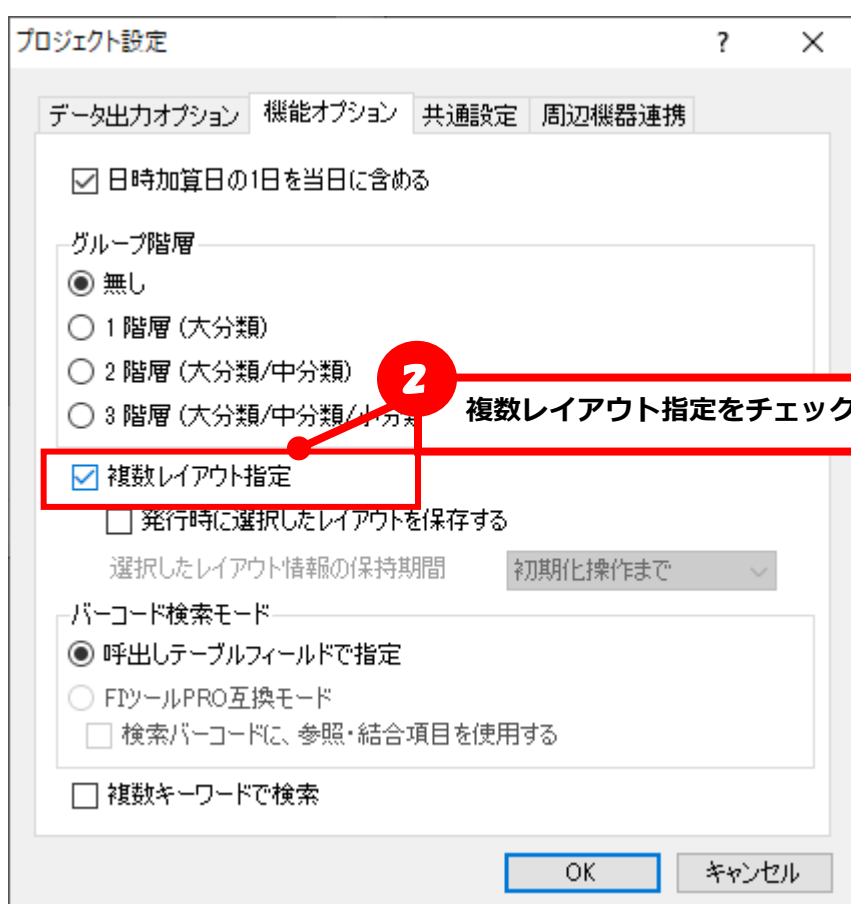 プロジェクト設定
?
×
データ出力オプション 機能オプション 共通設定 周辺機器連携
日時加算日の1日を当日に含める
グループ階層
無し
1 階層 (大分類)
2 階層 (大分類/中分類)
3 階層 (大分類/中分類/小分類
2
複数レイアウト指定をチェック
複数レイアウト指定
発行時に選択したレイアウトを保存する
選択したレイアウト情報の保持期間 初期化操作まで
バーコード検索モード
呼出しテーブルフィールドで指定
FIツールPRO互換モード
検索バーコードに、参照・結合項目を使用する
複数キーワードで検索
OK キャンセル